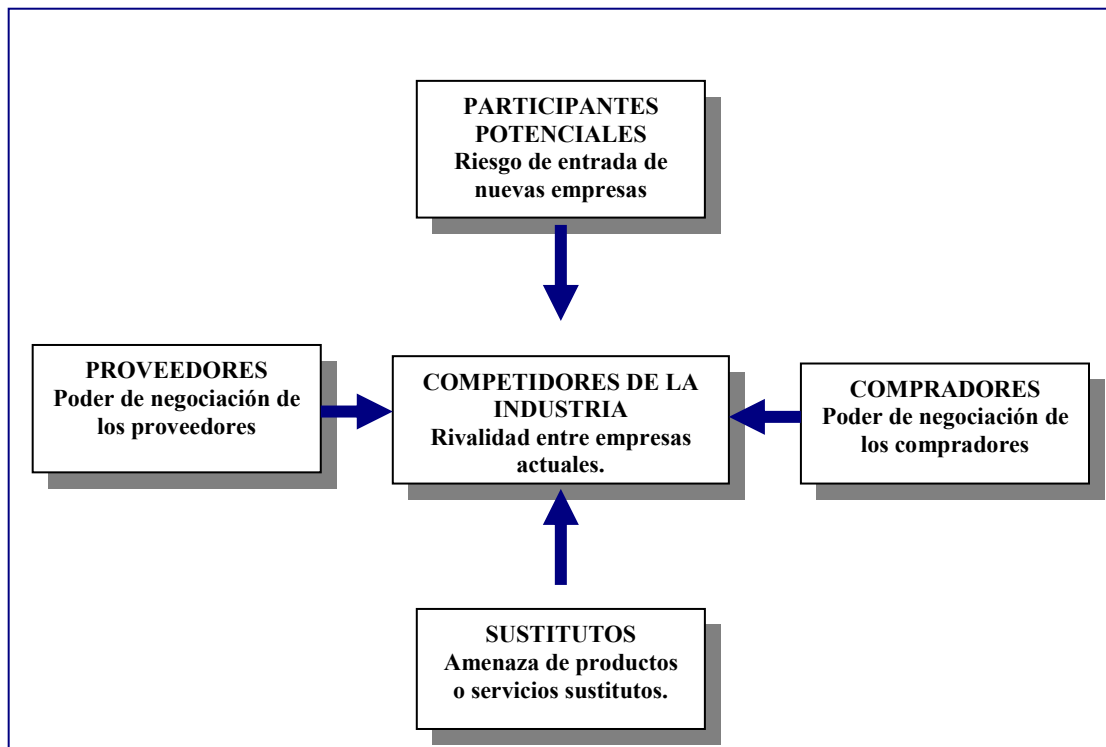 PARTICIPANTES
POTENCIALES
Riesgo de entrada de
nuevas empresas
PROVEEDORES
Poder de negociación de
los proveedores
COMPETIDORES DE LA
INDUSTRIA
Rivalidad entre empresas
actuales.
COMPRADORES
Poder de negociación de
los compradores
SUSTITUTOS
Amenaza de productos
o servicios sustitutos.